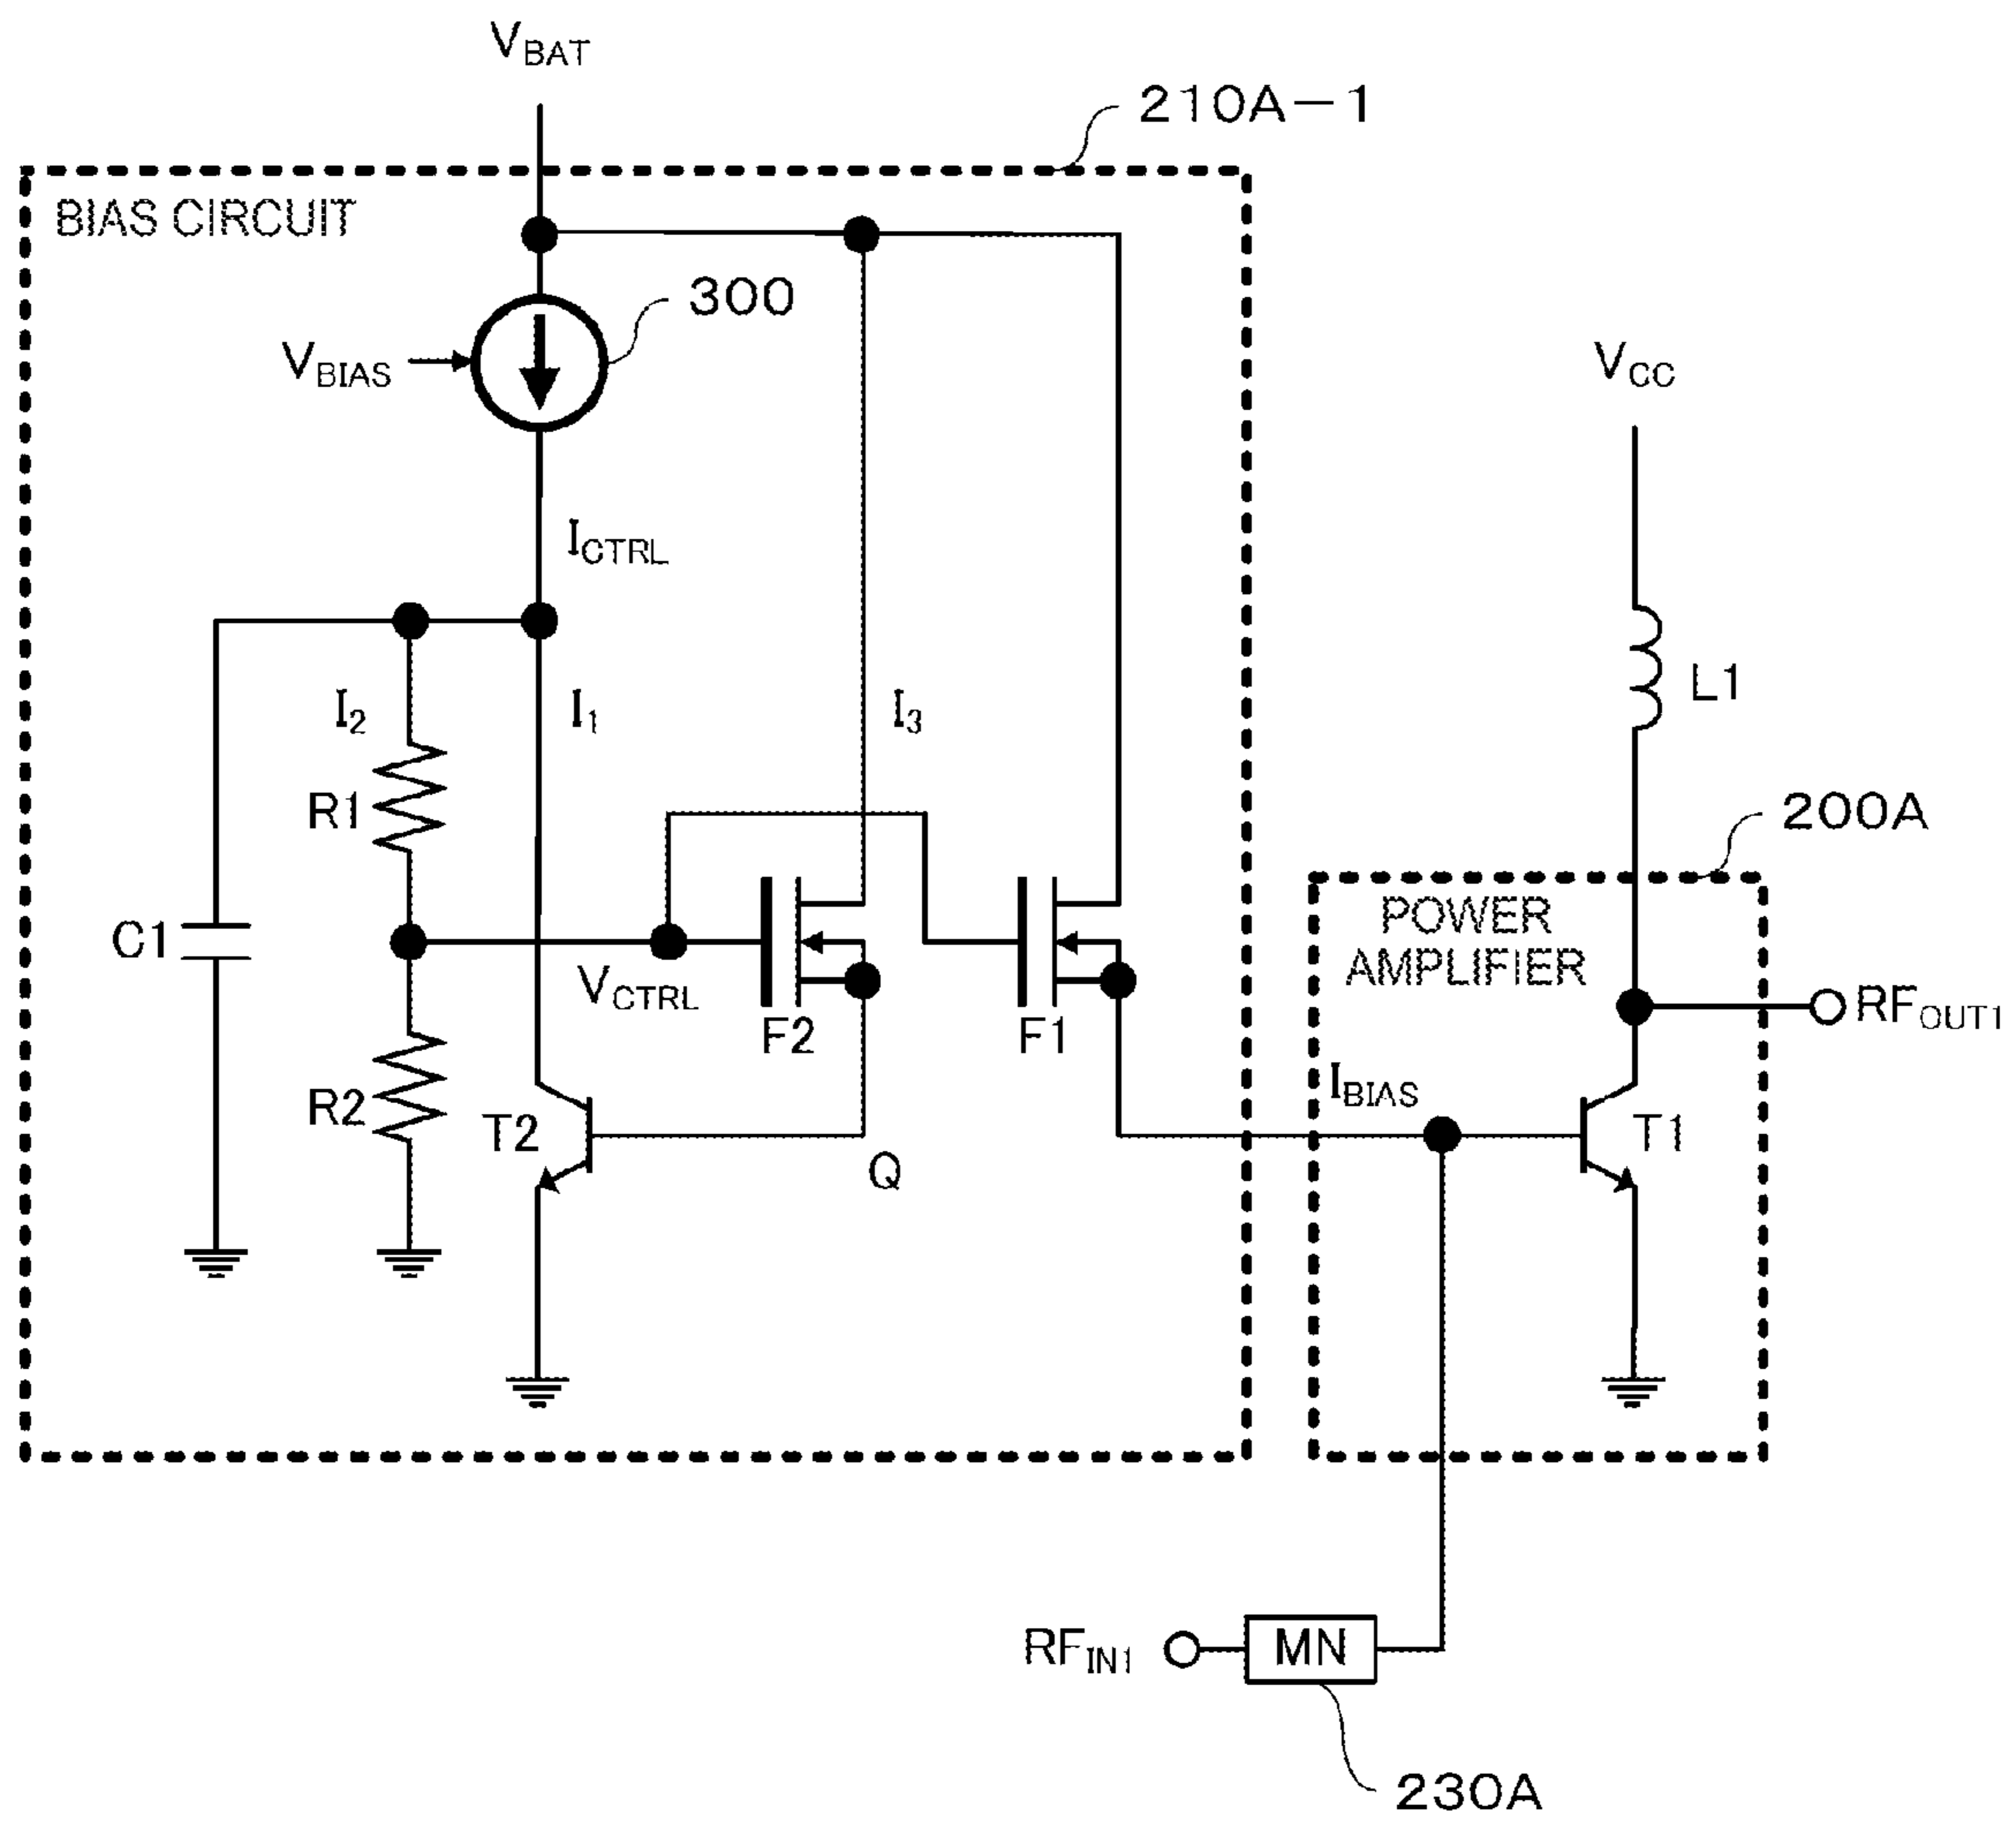 VBAT
210A-1
BIAS CIRCUIT
300
VBIAS
VCC
ICTRL
L1
I2
I1
I3
R1
200A
POWER
AMPLIFIER
C1
VCTRL
F2
F1
RFOUT1
IBIAS
R2
T2
T1
Q
RFIN1
MN
230A